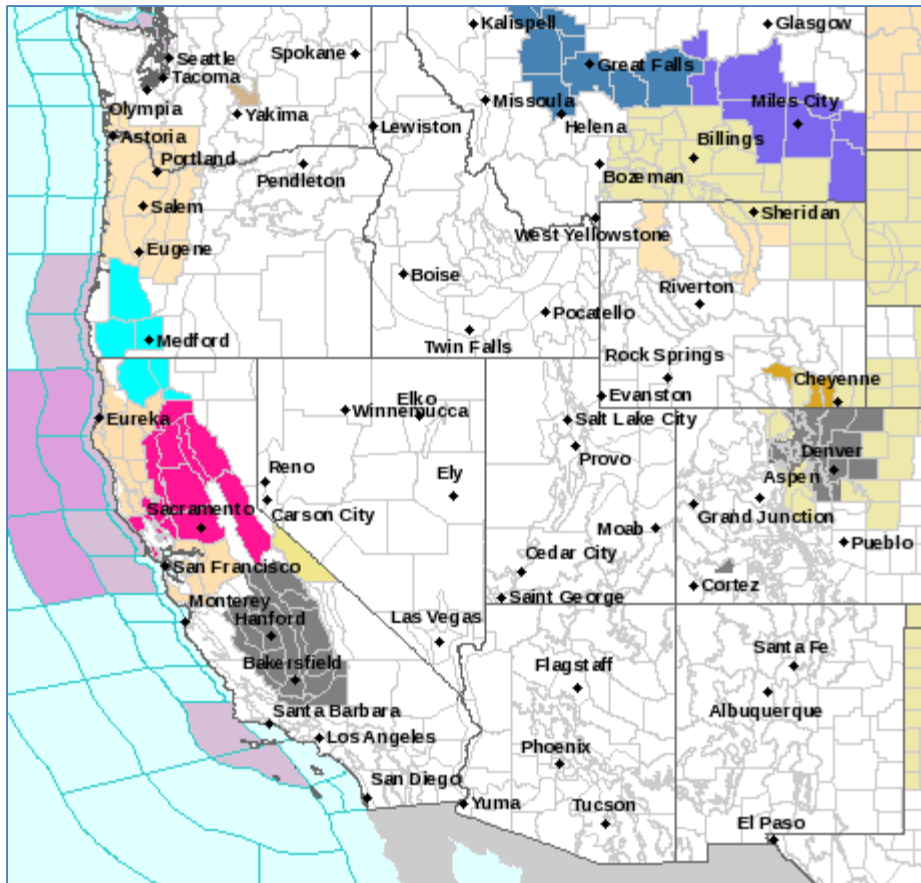 Kalispell
Glasgow
Seattle
Spokane
Great Falls
Tacoma
Olympia
Missoula
Miles City
Yakima
Helena
Astoria
Lewiston
Billings
Portland
Pendleton
Bozeman
Salem
Sheridan
West Yellowstone
Eugene
Boise
Riverton
Pocatello
Medford
Twin Falls
Rock Springs
Cheyenne
Elko
Evanston
Winnemucca
Eureka
Salt Lake City
Provo
Denver
Reno
Ely
Aspen
Sacramento
Carson City
Grand Junction
Moab
Pueblo
Cedar City
San Francisco
Cortez
Saint George
Monterey
Hanford
Las Vegas
Bakersfield
Flagstaff
Santa Fe
Albuquerque
Santa Barbara
Los Angeles
Phoenix
San Diego
Yuma
Tucson
El Paso